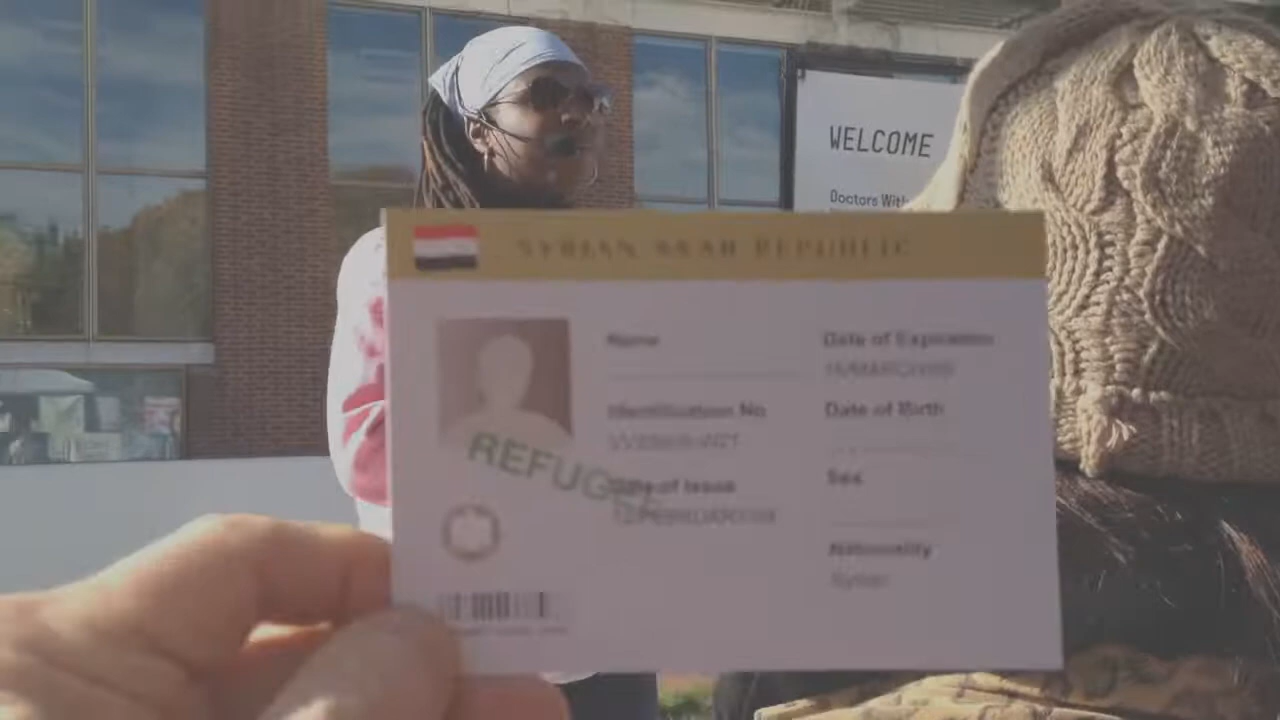 WELCOME
Doctors With
SYRIAN ARAB REPUBLIC
Name
Date of Expiration
Identification No
Date of Birth
REFUGEE
Date of Issue
Sex
Nationality
Syrian